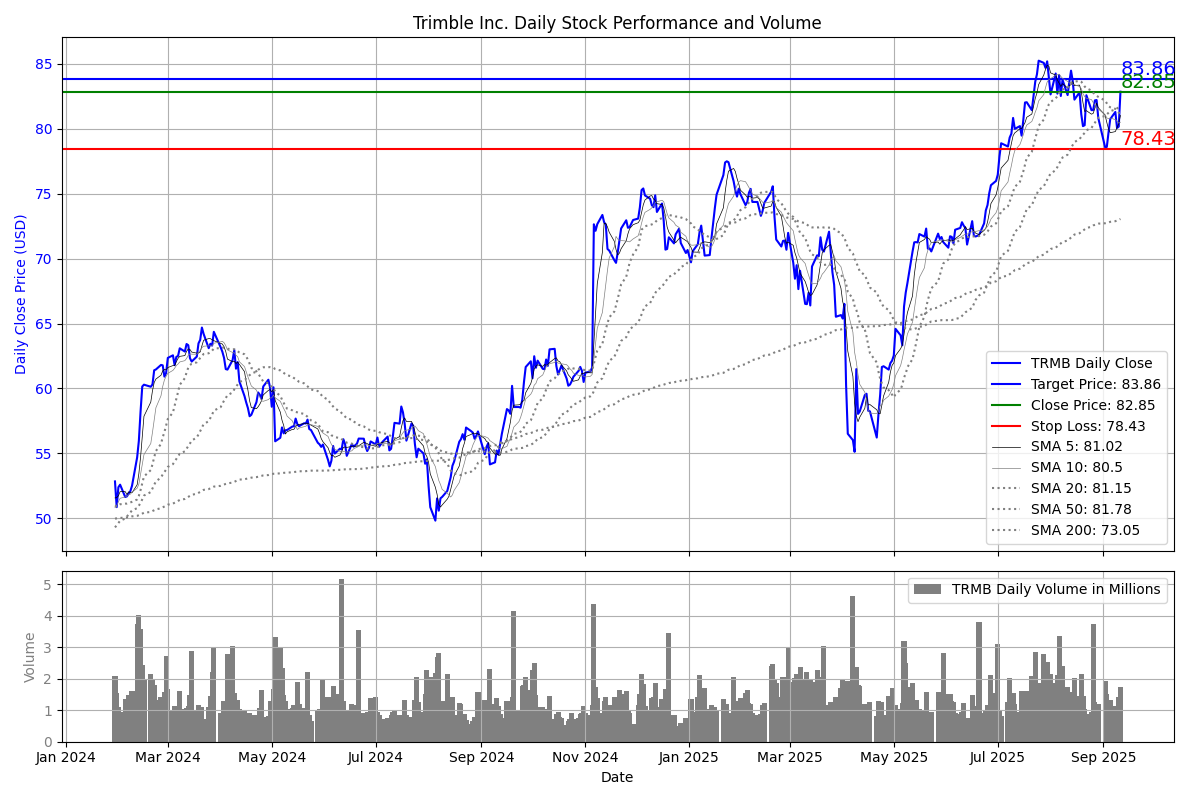 Trimble Inc. Daily Stock Performance and Volume
Daily Close Price (USD)
85
80
75
70
65
60
55
50
83.86
82.85
78.43
TRMB Daily Close
Target Price: 83.86
Close Price: 82.85
Stop Loss: 78.43
SMA 5: 81.02
SMA 10: 80.5
SMA 20: 81.15
SMA 50: 81.78
SMA 200: 73.05
Volume
5
4
3
2
1
0
TRMB Daily Volume in Millions
Jan 2024 Mar 2024 May 2024 Jul 2024 Sep 2024 Nov 2024 Jan 2025 Mar 2025 May 2025 Jul 2025 Sep 2025
Date